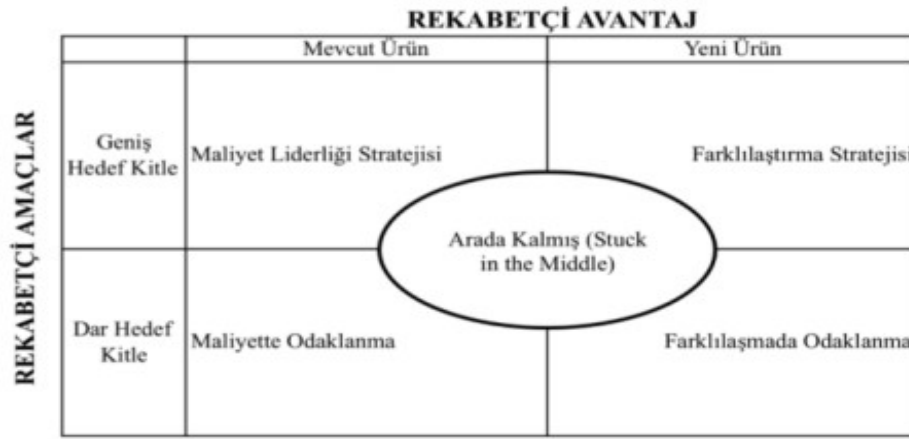 REKABETÇİ AVANTAJ
Mevcut Ürün
Yeni Ürün
REKABETÇİ AMAÇLAR
Geniş
Hedef Kitle
Maliyet Liderliği Stratejisi
Farklılaştırma Stratejisi
Arada Kalmış (Stuck
in the Middle)
Dar Hedef
Kitle
Maliyette Odaklanma
Farklılaşmada Odaklanma